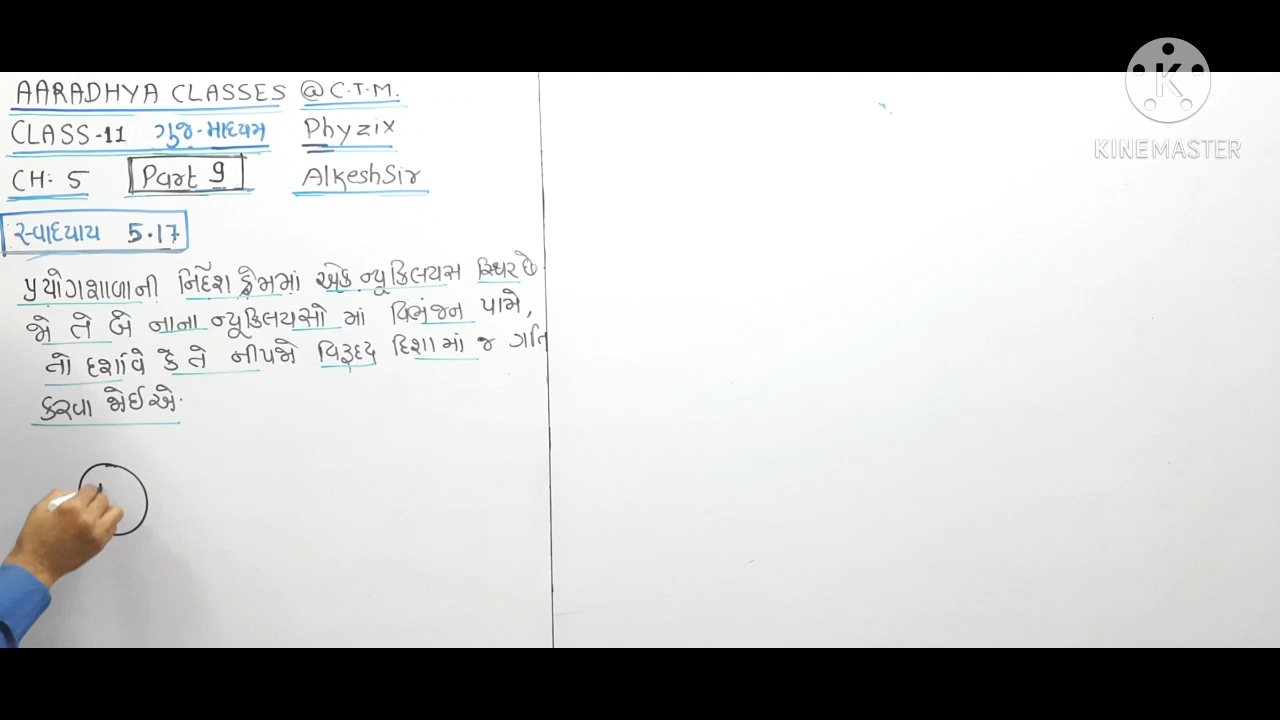 AARADHYA CLASSES @ C.T.M.
CLASS-11 ગુજ-માધ્યમ Phyzix
CH: 5 Part 9 AlkeshSir
સ્વાધ્યાય 5.17
પ્રયોગશાળાની નિર્દેશ ફ્રેમમાં એક ન્યૂક્લિયસ સ્થિર છે
જો તે બે નાના ન્યૂક્લિયસો માં વિભંજન પામે,
તો દર્શાવે કે તે નીપજો વિરૂદ્ધ દિશામાં જ ગતિ
કરવા જોઈએ.
KINEMASTER